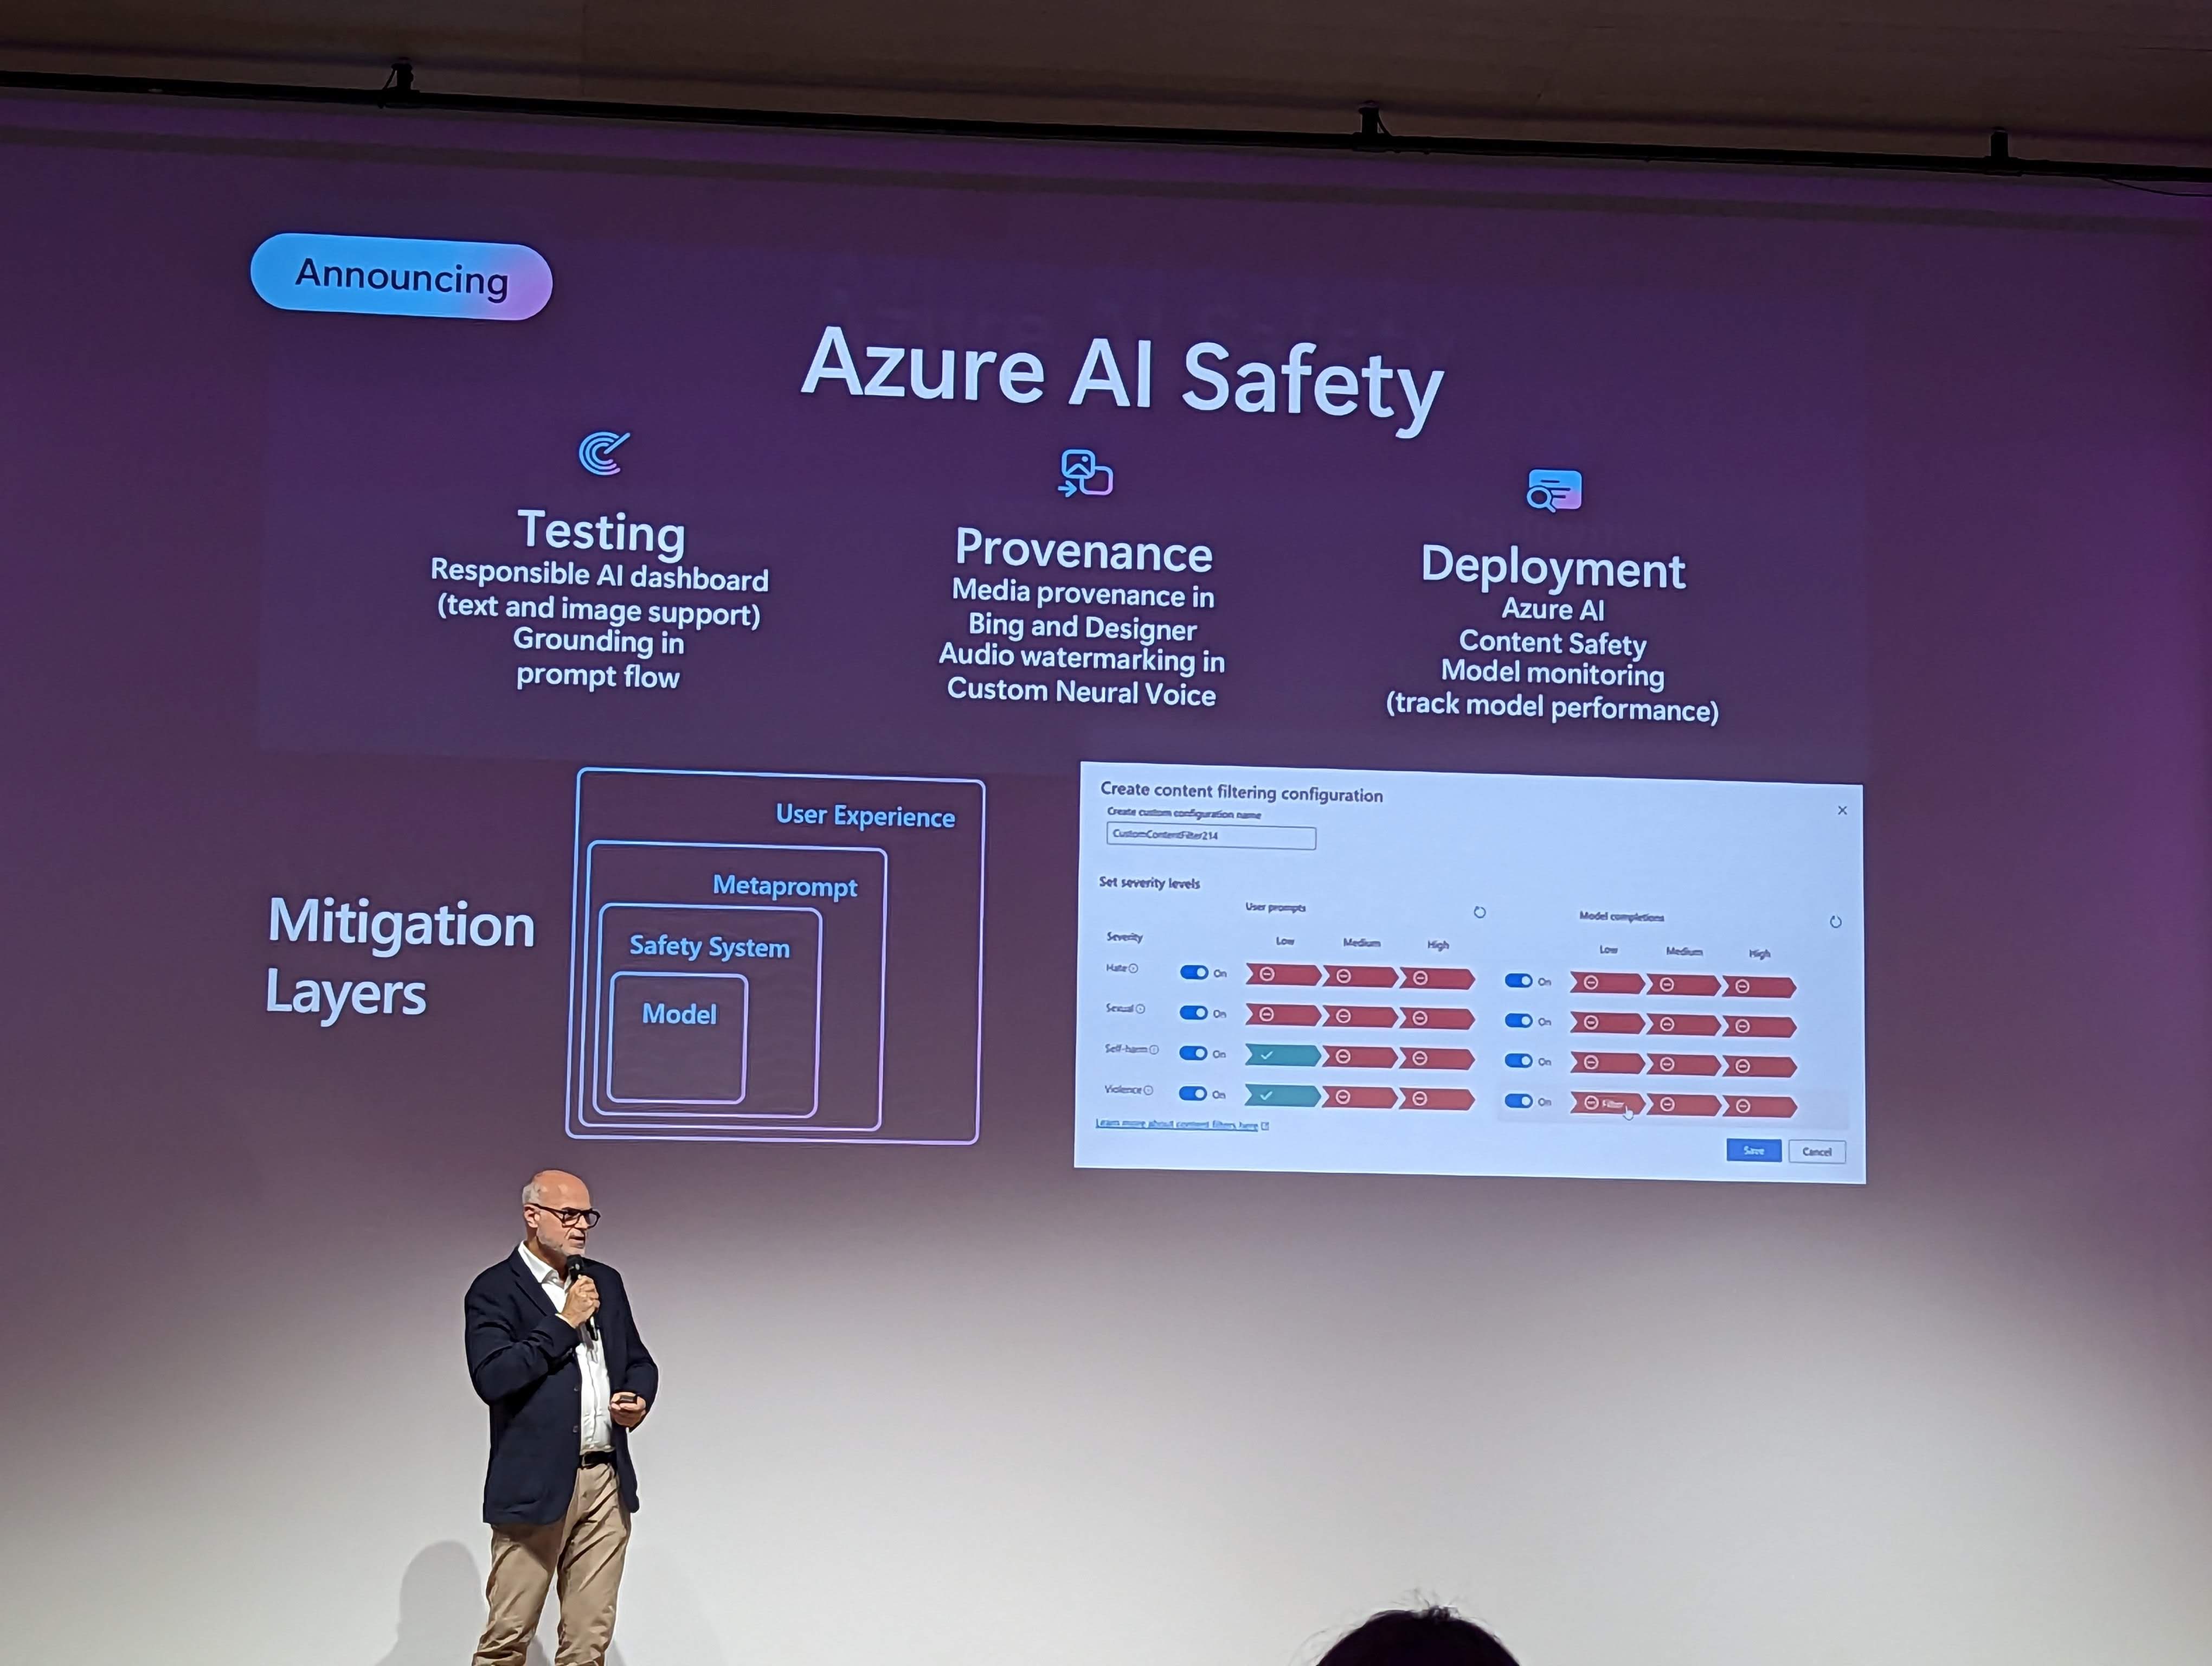 Announcing
Azure AI Safety
Testing
Responsible AI dashboard
(text and image support)
Grounding in
prompt flow
Provenance
Media provenance in
Bing and Designer
Audio watermarking in
Custom Neural Voice
Deployment
Azure AI
Content Safety
Model monitoring
(track model performance)
Mitigation
Layers
User Experience
Metaprompt
Safety System
Model
Create content filtering configuration
Create custom configuration name
CustomContentFilter214
Set severity levels
User prompts
Model completions
Severity
Low Medium High
Low Medium High
Hate On On
Sexual On On
Self-harm On On
Violence On On Filter
Learn more about content filters here
Save Cancel